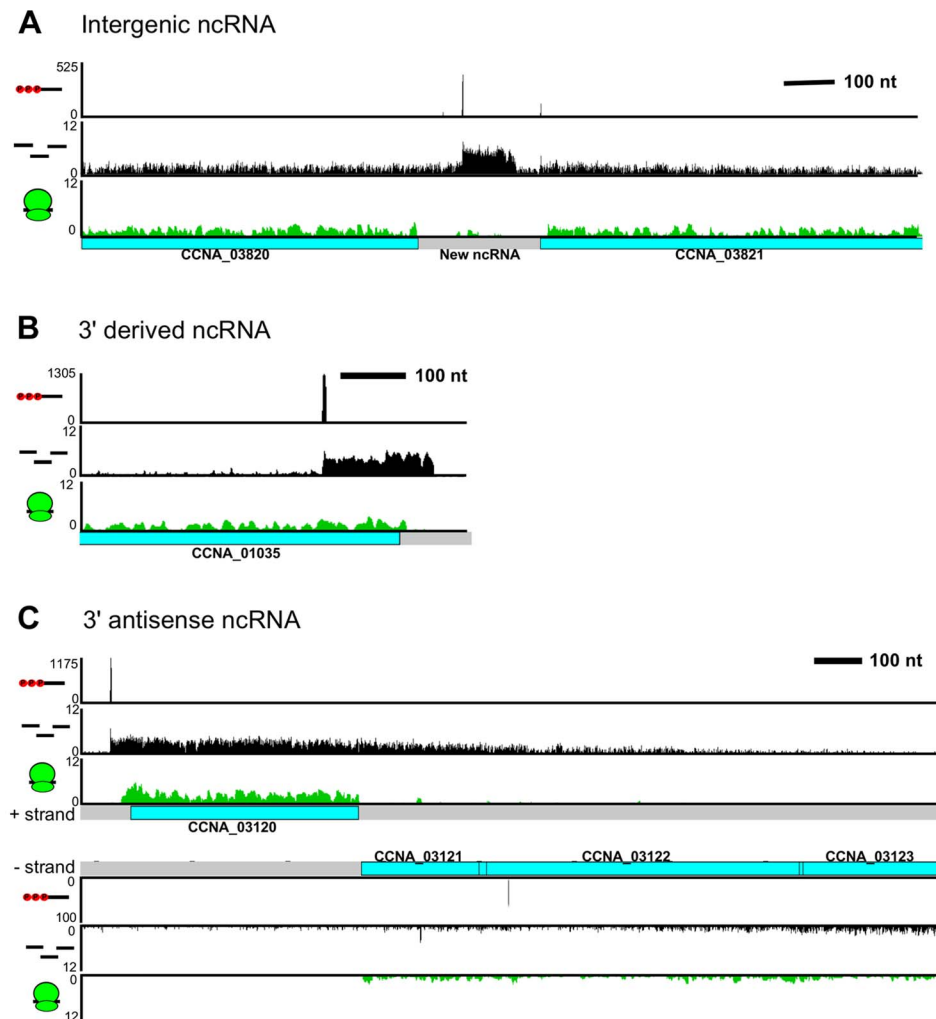 A Intergenic ncRNA
525
0
100 nt
12
0
12
0
CCNA_03820 New ncRNA CCNA_03821
B 3' derived ncRNA
1305
0
100 nt
12
0
12
0
CCNA_01035
C 3' antisense ncRNA
1175
0
100 nt
12
0
12
0
+ strand
CCNA_03120
CCNA_03121 CCNA_03122 CCNA_03123
- strand
0
100
0
12
0
12